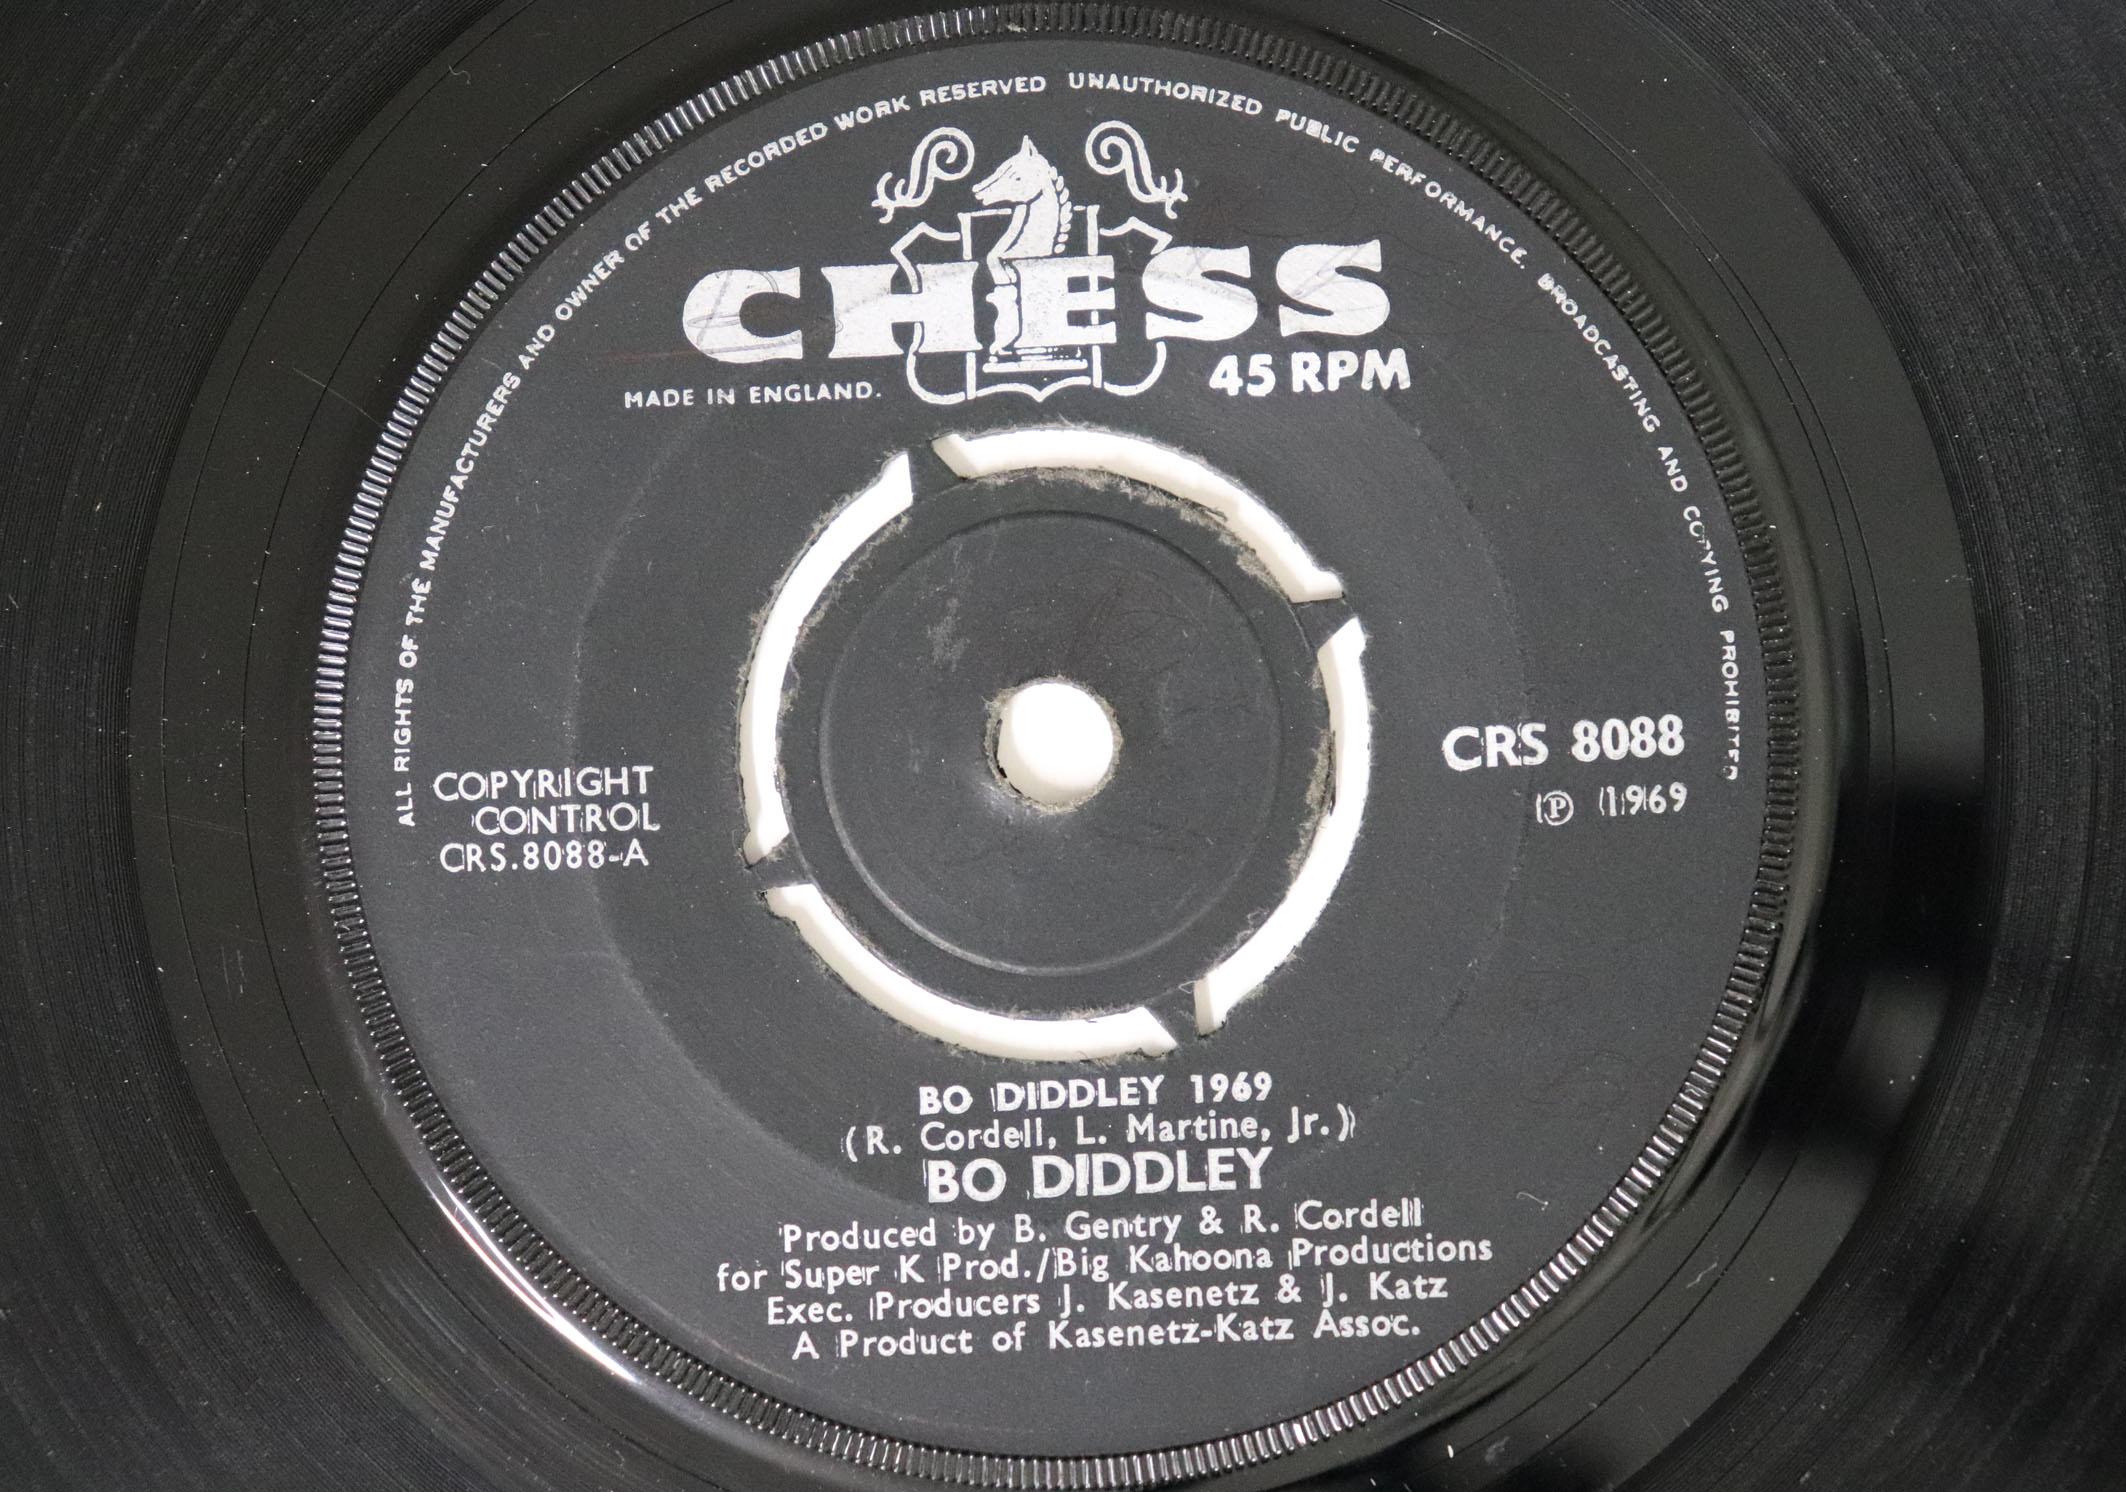 ALL RIGHTS OF THE MANUFACTURERS AND OWNER OF THE RECORDED WORK RESERVED UNAUTHORIZED PUBLIC PERFORMANCE. BROADCASTING AND COPYING PROHIBITED
CHESS
MADE IN ENGLAND.
45 RPM
COPYRIGHT
CONTROL
CRS.8088-A
CRS 8088
℗ 1969
BO DIDDLEY 1969
(R. Cordell, L. Martine, Jr.)
BO DIDDLEY
Produced by B. Gentry & R. Cordell
for Super K Prod./Big Kahoona Productions
Exec. Producers J. Kasenetz & J. Katz
A Product of Kasenetz-Katz Assoc.